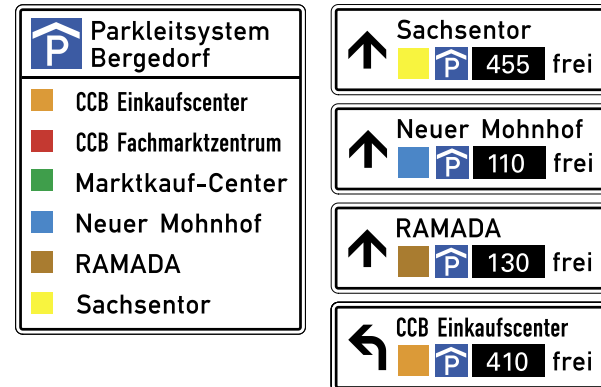 P
Parkleitsystem
Bergedorf
CCB Einkaufscenter
CCB Fachmarktzentrum
Marktkauf-Center
Neuer Mohnhof
RAMADA
Sachsentor
Sachsentor
P 455 frei
Neuer Mohnhof
P 110 frei
RAMADA
P 130 frei
CCB Einkaufscenter
P 410 frei